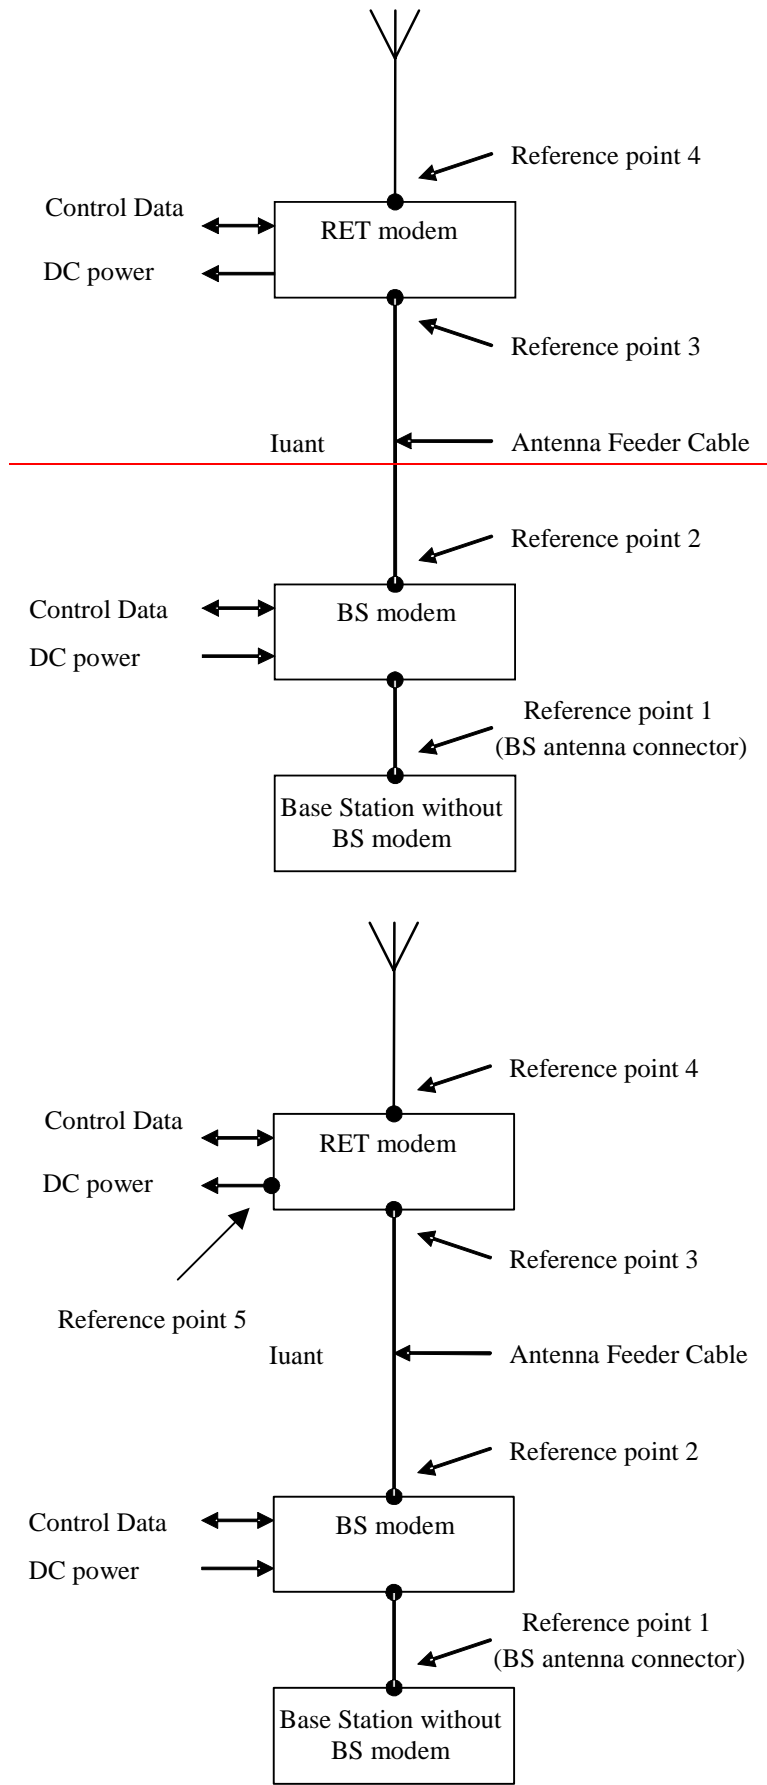 Reference point 4
Control Data
RET modem
DC power
Reference point 3
Iuant
Antenna Feeder Cable
Reference point 2
Control Data
BS modem
DC power
Reference point 1
(BS antenna connector)
Base Station without
BS modem
Reference point 4
Control Data
RET modem
DC power
Reference point 3
Reference point 5
Iuant
Antenna Feeder Cable
Reference point 2
Control Data
BS modem
DC power
Reference point 1
(BS antenna connector)
Base Station without
BS modem